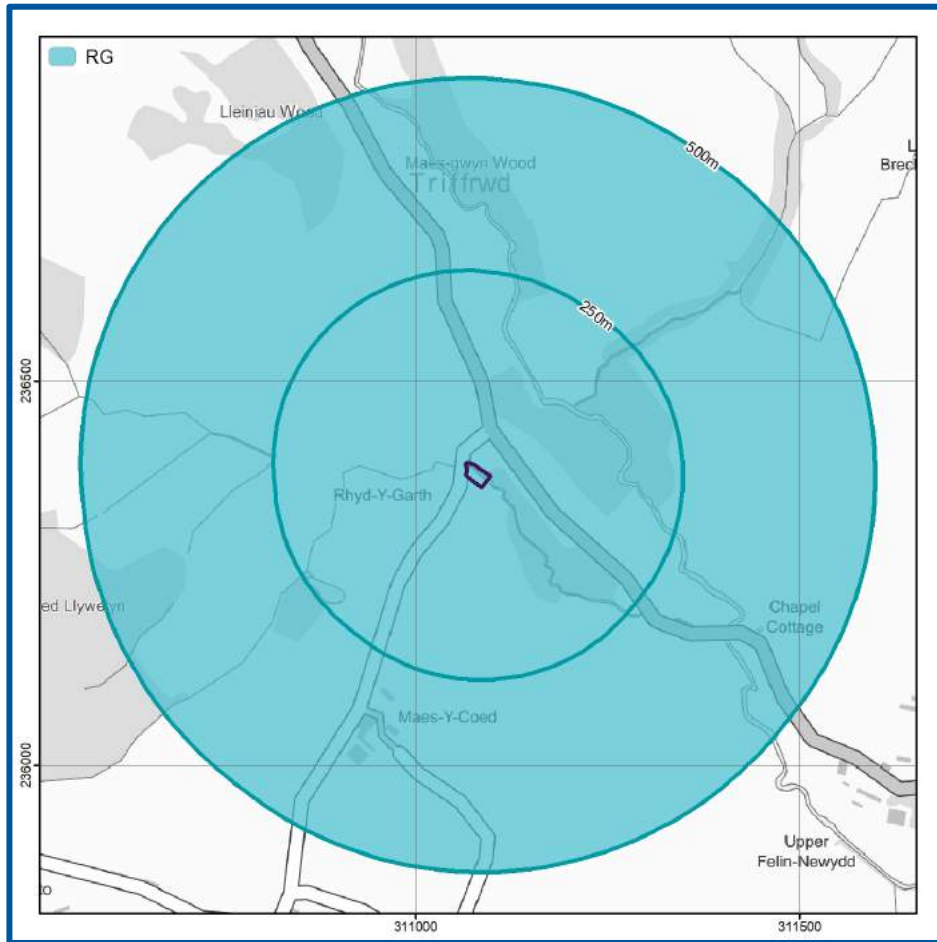 RG
Lleiniau Wood
Maes-gwyn Wood
Triffrwd
500m
L
Brec
250m
236500
Rhyd-Y-Garth
ed Llywelyn
Chapel
Cottage
Maes-Y-Coed
236000
Upper
Felin-Newydd
to
311000
311500